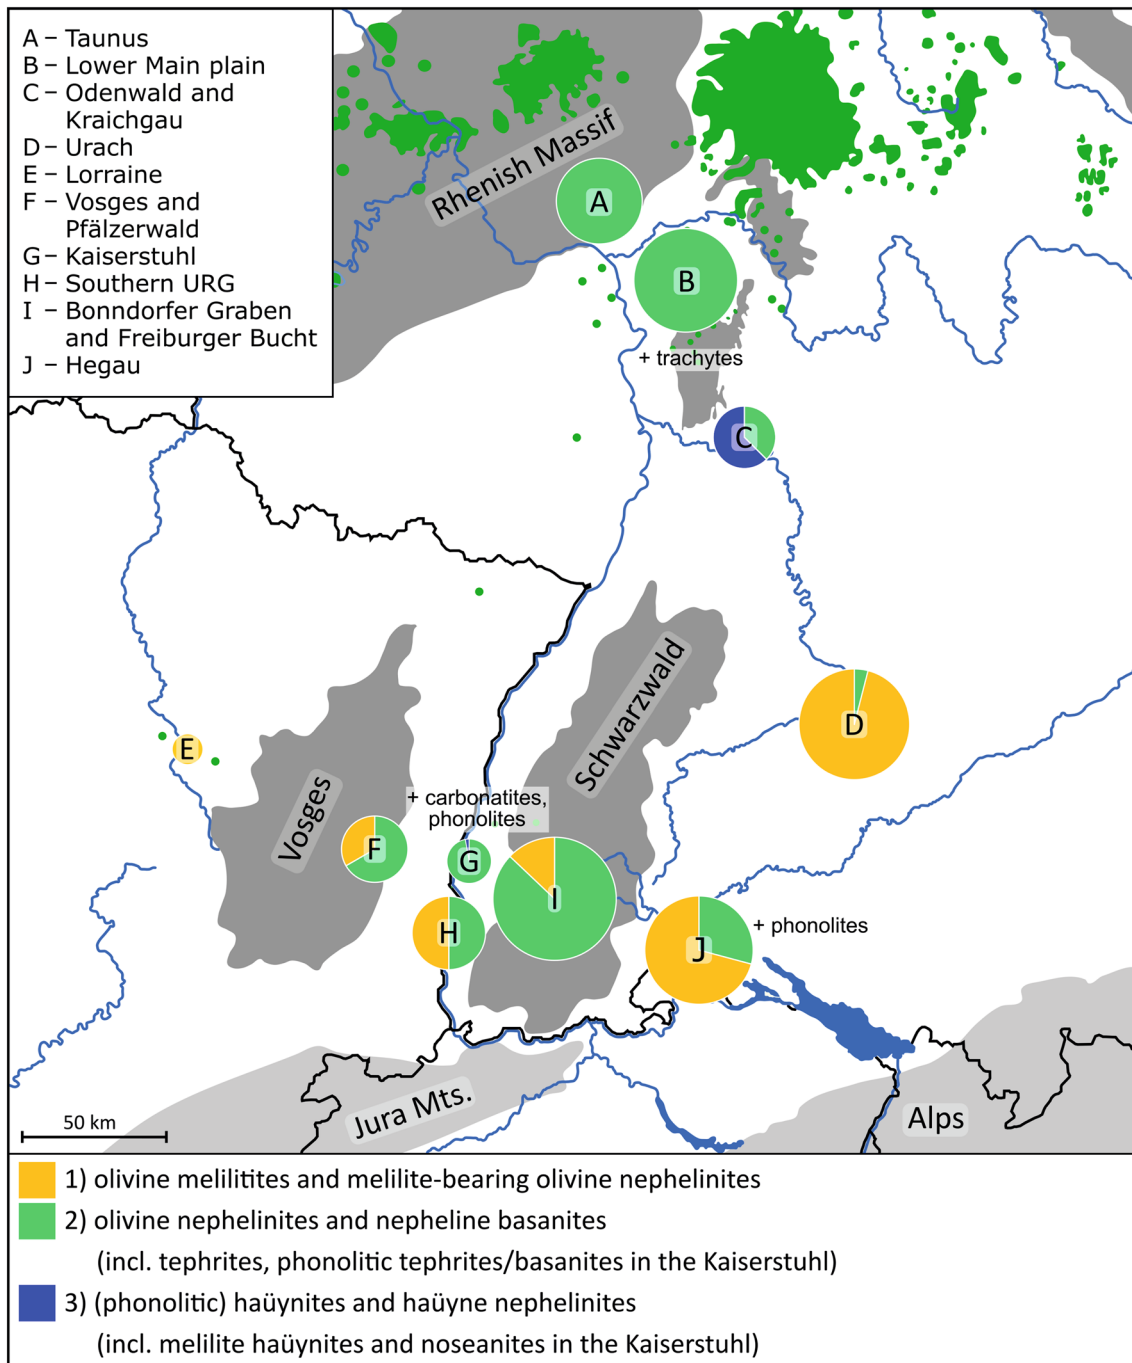 A – Taunus
B – Lower Main plain
C – Odenwald and
Kraichgau
D – Urach
E – Lorraine
F – Vosges and
Pfälzerwald
G – Kaiserstuhl
H – Southern URG
I – Bonndorfer Graben
and Freiburger Bucht
J – Hegau
Rhenish Massif
A
B
+ trachytes
C
Schwarzwald
D
E
Vosges
+ carbonatites,
phonolites
F
G
I
H
J
+ phonolites
Jura Mts.
Alps
50 km
1) olivine melilitites and melilite-bearing olivine nephelinites
2) olivine nephelinites and nepheline basanites
(incl. tephrites, phonolitic tephrites/basanites in the Kaiserstuhl)
3) (phonolitic) haüynites and haüyne nephelinites
(incl. melilite haüynites and noseanites in the Kaiserstuhl)